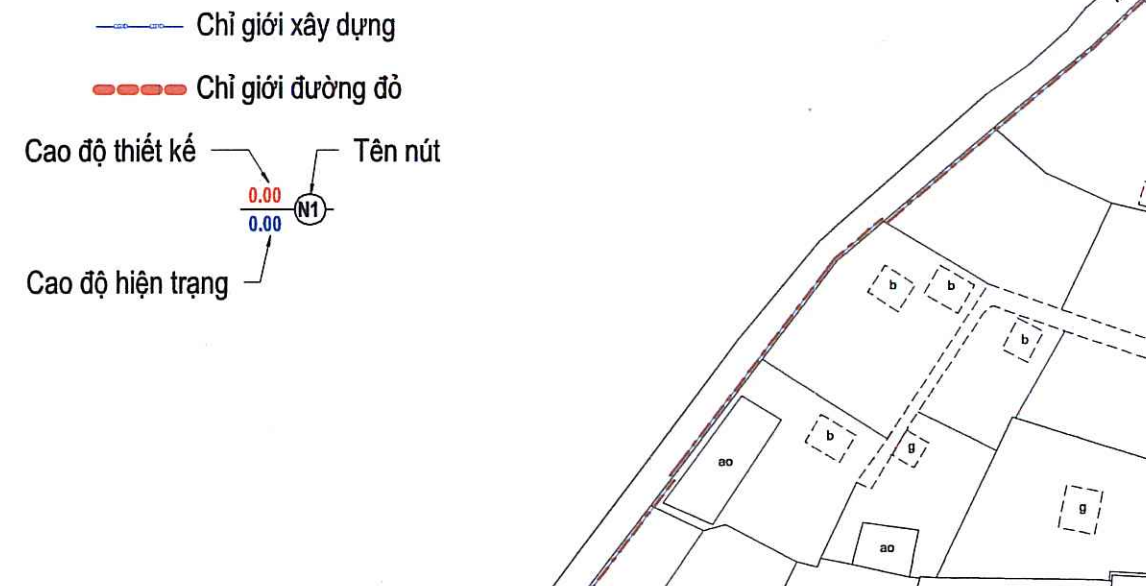 Chỉ giới xây dựng
Chỉ giới đường đỏ
Cao độ thiết kế
Tên nút
0.00
N1
0.00
Cao độ hiện trạng
b
b
b
b
g
ao
g
ao